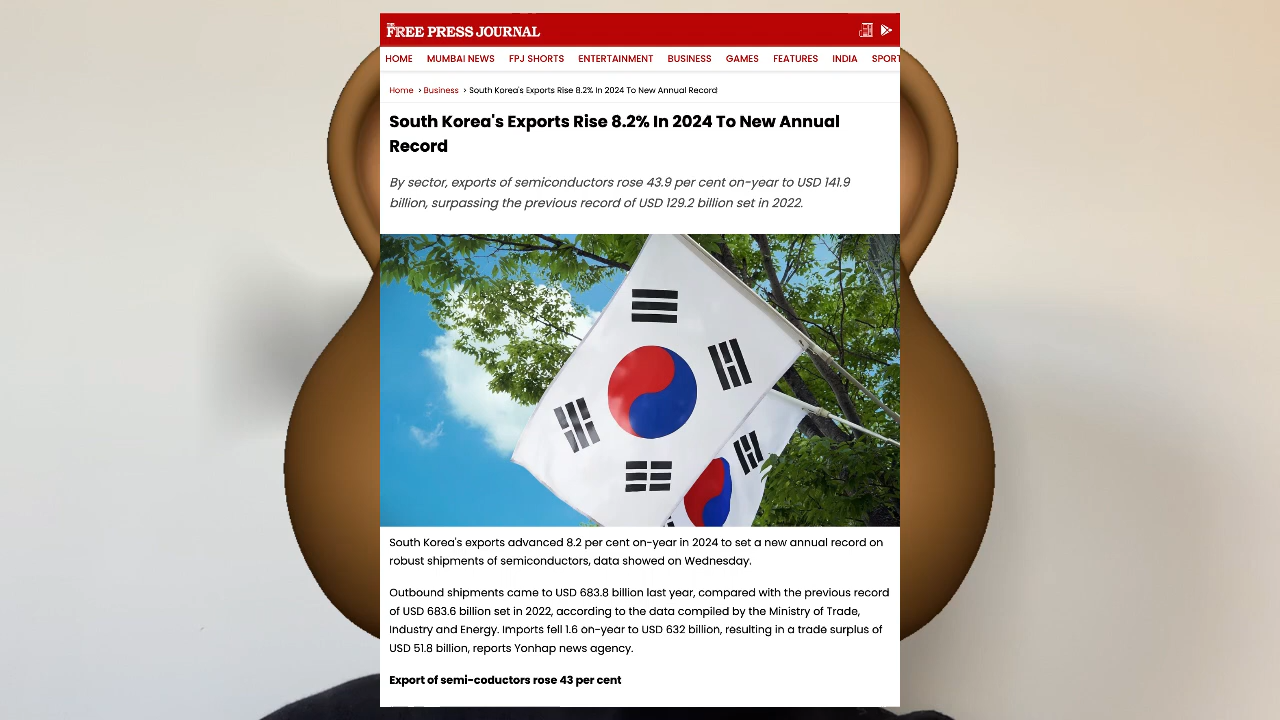 THE
FREE PRESS JOURNAL
HOME MUMBAI NEWS FPJ SHORTS ENTERTAINMENT BUSINESS GAMES FEATURES INDIA SPORT
Home > Business > South Korea's Exports Rise 8.2% In 2024 To New Annual Record
South Korea's Exports Rise 8.2% In 2024 To New Annual
Record
By sector, exports of semiconductors rose 43.9 per cent on-year to USD 141.9
billion, surpassing the previous record of USD 129.2 billion set in 2022.
South Korea's exports advanced 8.2 per cent on-year in 2024 to set a new annual record on
robust shipments of semiconductors, data showed on Wednesday.
Outbound shipments came to USD 683.8 billion last year, compared with the previous record
of USD 683.6 billion set in 2022, according to the data compiled by the Ministry of Trade,
Industry and Energy. Imports fell 1.6 on-year to USD 632 billion, resulting in a trade surplus of
USD 51.8 billion, reports Yonhap news agency.
Export of semi-coductors rose 43 per cent